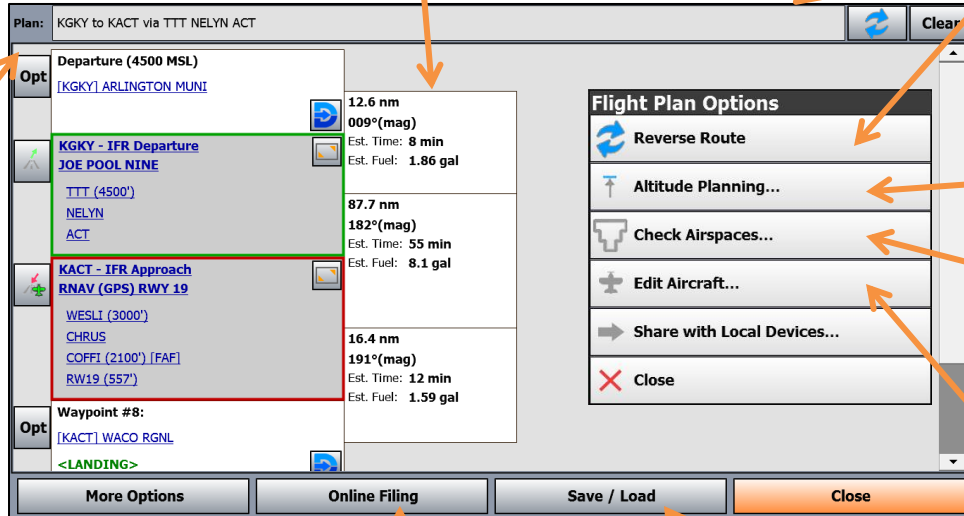 Plan: KGKY to KACT via TTT NELYN ACT
Clear
Opt
Departure (4500 MSL)
[KGKY] ARLINGTON MUNI
KGKY - IFR Departure
JOE POOL NINE
TTT (4500')
NELYN
ACT
KACT - IFR Approach
RNAV (GPS) RWY 19
WESLI (3000')
CHRUS
COFFI (2100') [FAF]
RW19 (557')
Opt
Waypoint #8:
[KACT] WACO RGNL
<LANDING>
12.6 nm
009°(mag)
Est. Time: 8 min
Est. Fuel: 1.86 gal
87.7 nm
182°(mag)
Est. Time: 55 min
Est. Fuel: 8.1 gal
16.4 nm
191°(mag)
Est. Time: 12 min
Est. Fuel: 1.59 gal
Flight Plan Options
Reverse Route
Altitude Planning...
Check Airspaces...
Edit Aircraft...
Share with Local Devices...
Close
More Options
Online Filing
Save / Load
Close